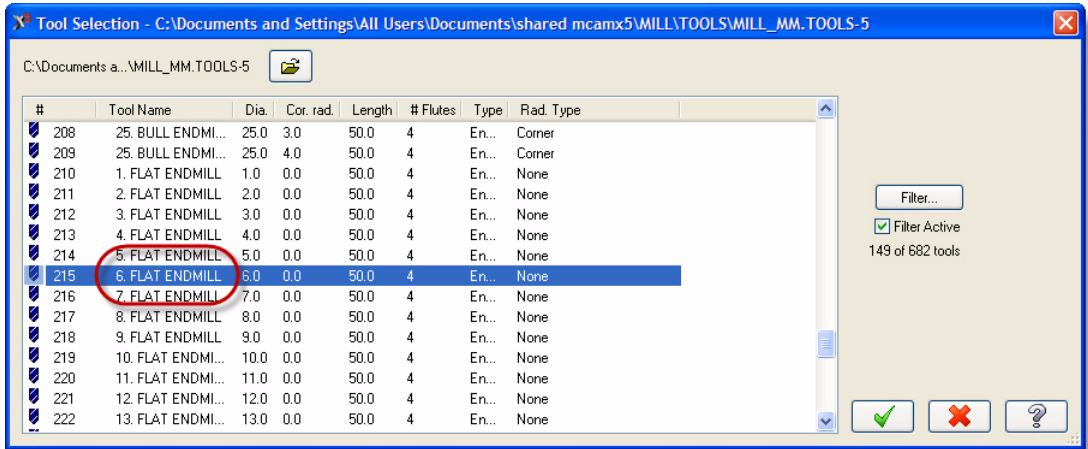 Tool Selection - C:\Documents and Settings\All Users\Documents\shared mcamx5\MILL\TOOLS\MILL_MM.TOOLS-5
C:\Documents a...\MILL_MM.TOOLS-5
# Tool Name Dia. Cor. rad. Length # Flutes Type Rad. Type
208 25. BULL ENDMI... 25.0 3.0 50.0 4 En... Corner
209 25. BULL ENDMI... 25.0 4.0 50.0 4 En... Corner
210 1. FLAT ENDMILL 1.0 0.0 50.0 4 En... None
211 2. FLAT ENDMILL 2.0 0.0 50.0 4 En... None
212 3. FLAT ENDMILL 3.0 0.0 50.0 4 En... None
213 4. FLAT ENDMILL 4.0 0.0 50.0 4 En... None
214 5. FLAT ENDMILL 5.0 0.0 50.0 4 En... None
215 6. FLAT ENDMILL 6.0 0.0 50.0 4 En... None
216 7. FLAT ENDMILL 7.0 0.0 50.0 4 En... None
217 8. FLAT ENDMILL 8.0 0.0 50.0 4 En... None
218 9. FLAT ENDMILL 9.0 0.0 50.0 4 En... None
219 10. FLAT ENDMI... 10.0 0.0 50.0 4 En... None
220 11. FLAT ENDMI... 11.0 0.0 50.0 4 En... None
221 12. FLAT ENDMI... 12.0 0.0 50.0 4 En... None
222 13. FLAT ENDMI... 13.0 0.0 50.0 4 En... None
Filter...
Filter Active
149 of 682 tools